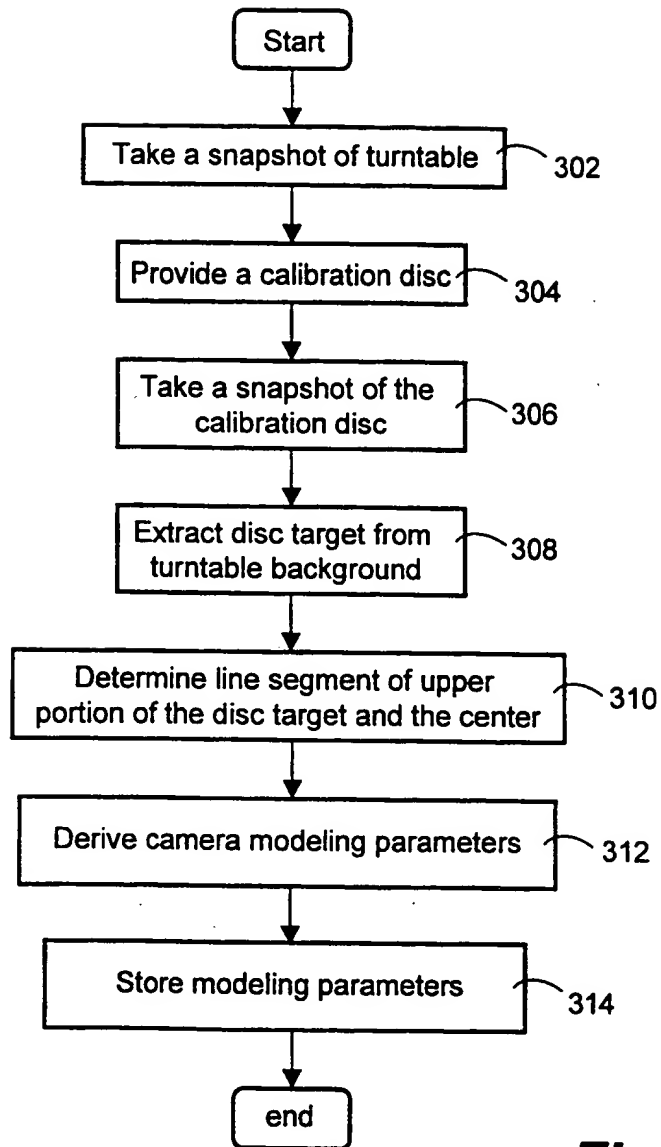 Start
Take a snapshot of turntable
302
Provide a calibration disc
304
Take a snapshot of the
calibration disc
306
Extract disc target from
turntable background
308
Determine line segment of upper
portion of the disc target and the center
310
Derive camera modeling parameters
312
Store modeling parameters
314
end